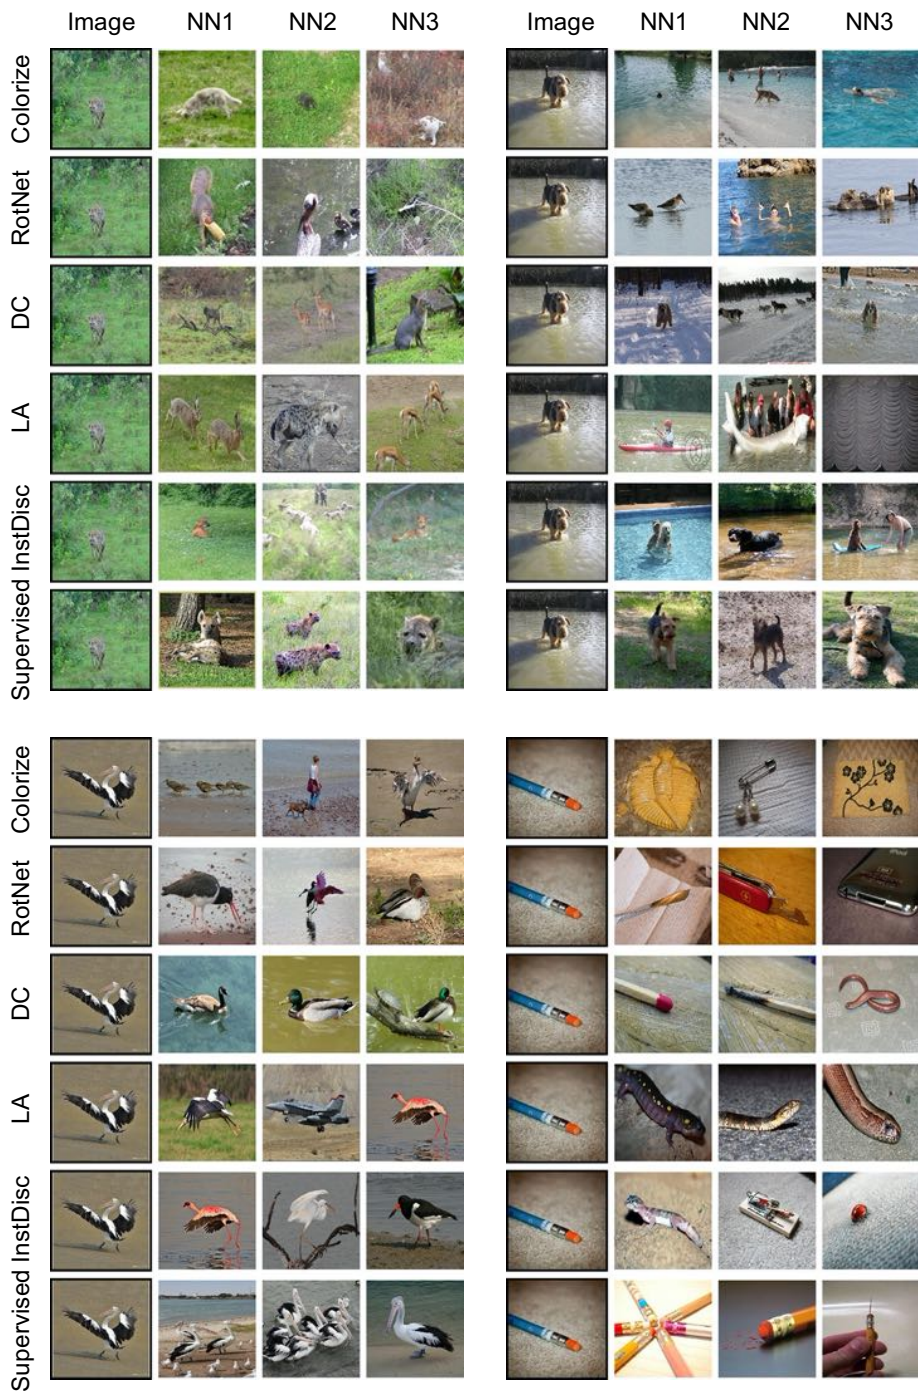 Image NN1 NN2 NN3 Image NN1 NN2 NN3
Colorize
RotNet
DC
LA
InstDisc
Supervised
Colorize
RotNet
DC
LA
InstDisc
Supervised
iPod